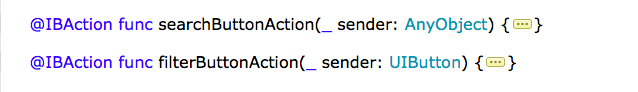 @IBAction func searchButtonAction(_ sender: AnyObject) {•••}
@IBAction func filterButtonAction(_ sender: UIButton) {•••}